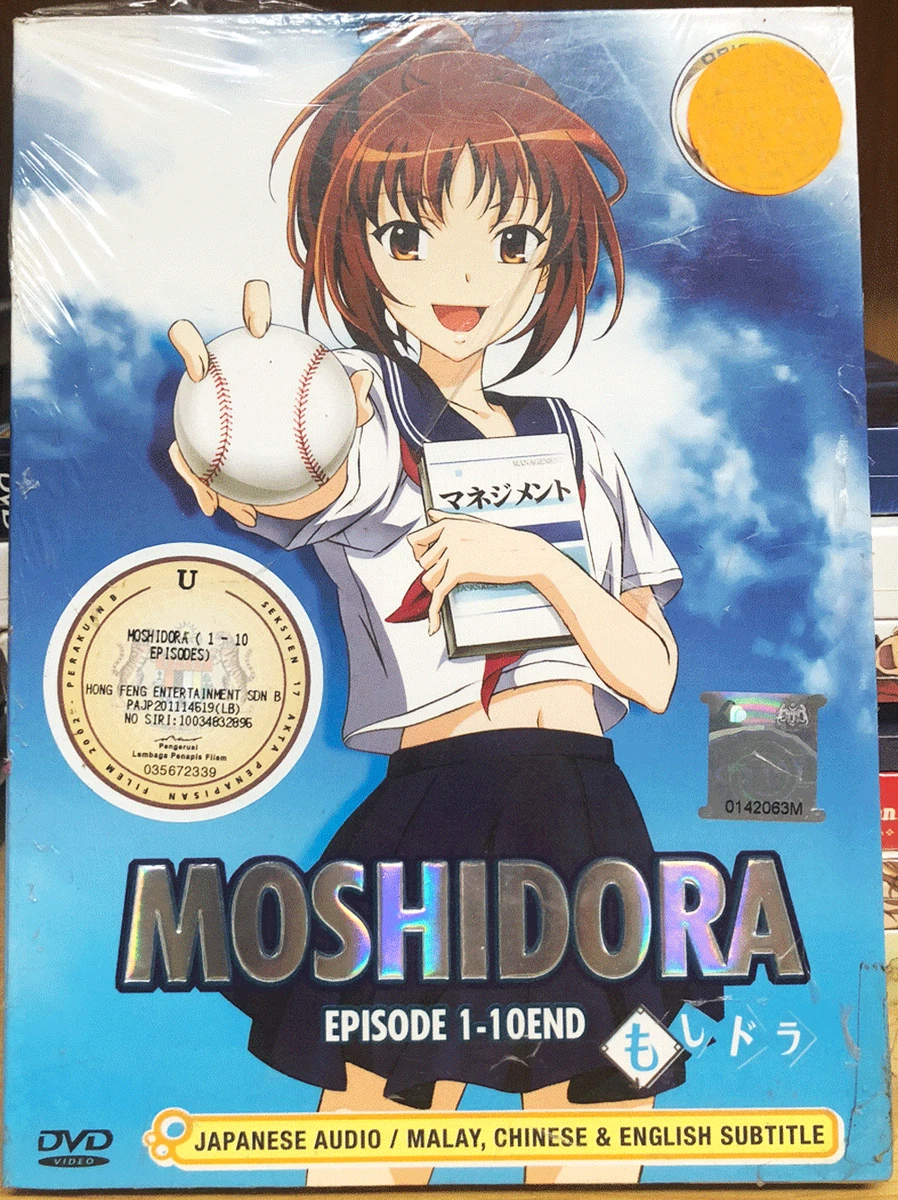 MANAGEMENT
マネジメント
U
PERAKUAN B
SEKSYEN 17 AKTA PENAPISAN FILEM 2002
MOSHIDORA ( 1 - 10
EPISODES)
HONG FENG ENTERTAINMENT SDN B
PAJP201114619(LB)
NO SIRI:10034832896
Pengerusi
Lembaga Penapis Filem
035672339
0142063M
MOSHIDORA
EPISODE 1-10END
もしドラ
DVD
VIDEO
JAPANESE AUDIO / MALAY, CHINESE & ENGLISH SUBTITLE
DVD